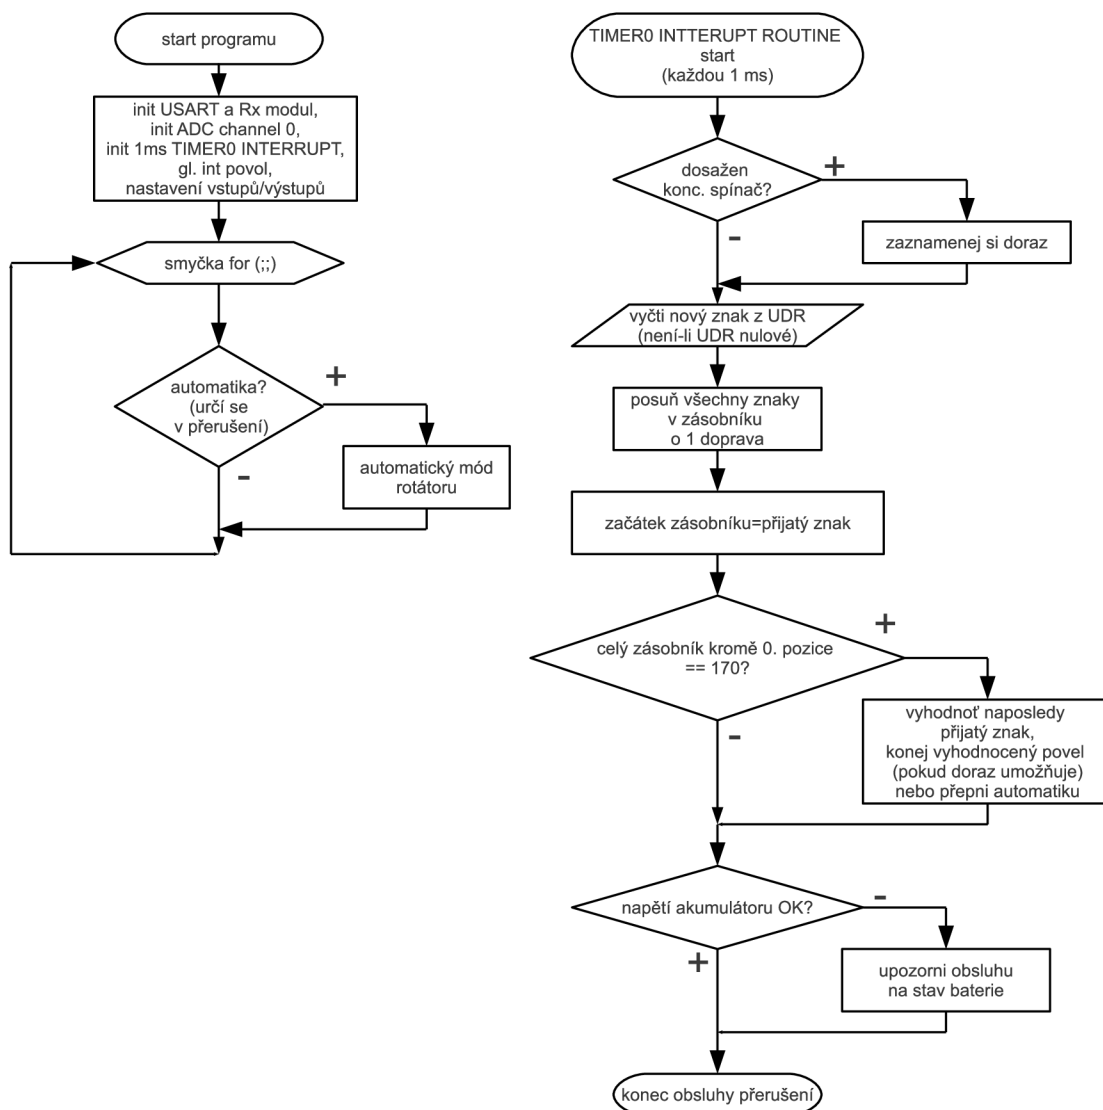 start programu
init USART a Rx modul,
init ADC channel 0,
init 1ms TIMER0 INTERRUPT,
gl. int povol,
nastavení vstupů/výstupů
smyčka for (;;)
automatika?
(určí se
v přerušení)
+
-
automatický mód
rotátoru
TIMER0 INTTERUPT ROUTINE
start
(každou 1 ms)
dosažen
konc. spínač?
+
-
zaznamenej si doraz
vyčti nový znak z UDR
(není-li UDR nulové)
posuň všechny znaky
v zásobníku
o 1 doprava
začátek zásobníku=přijatý znak
celý zásobník kromě 0. pozice
== 170?
+
-
vyhodnoť naposledy
přijatý znak,
konej vyhodnocený povel
(pokud doraz umožňuje)
nebo přepni automatiku
napětí akumulátoru OK?
-
+
upozorni obsluhu
na stav baterie
konec obsluhy přerušení